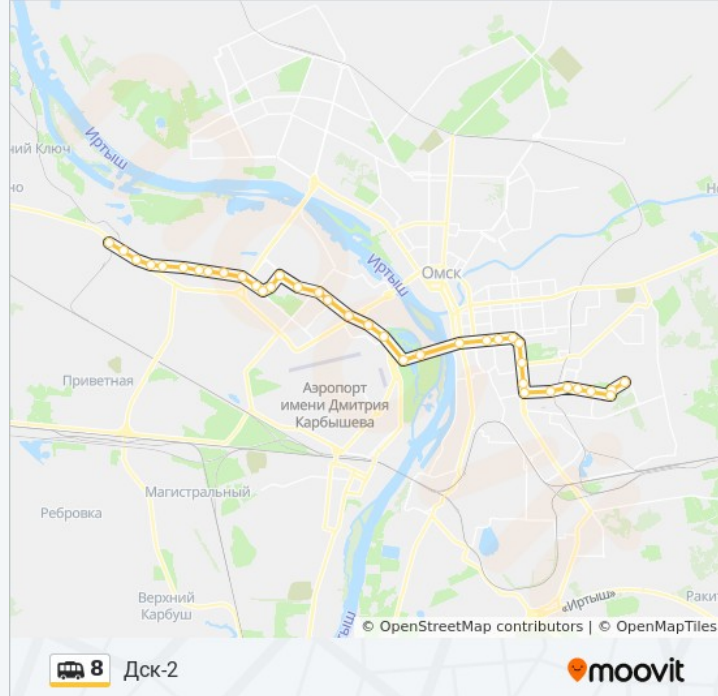 Иртыш
ний Ключ
но
Н
Иртыш
Омск
Приветная
Аэропорт
имени Дмитрия
Карбышева
Магистральный
Ребровка
Верхний
Карбуш
«Иртыш»
Раки
тыш
© OpenStreetMap contributors | © OpenMapTiles
8 Дск-2
moovit